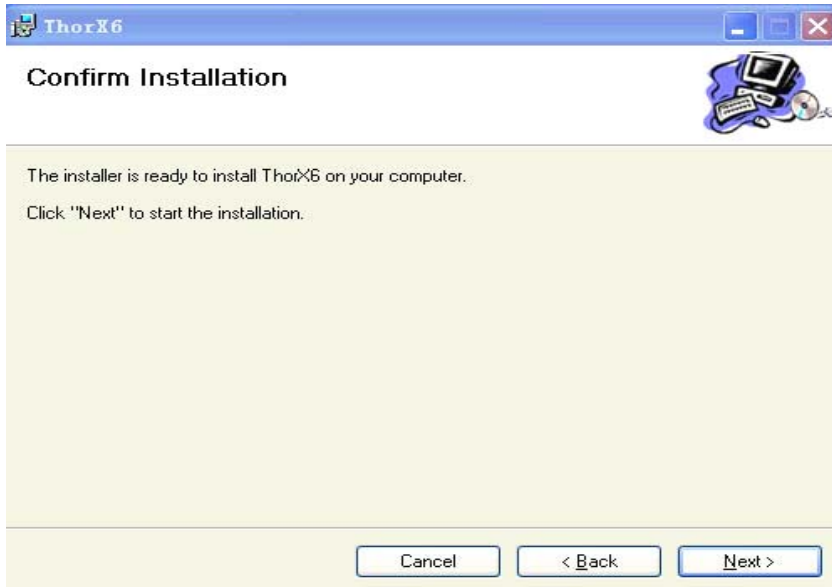 ThorX6
Confirm Installation
The installer is ready to install ThorX6 on your computer.
Click "Next" to start the installation.
Cancel
< Back
Next >